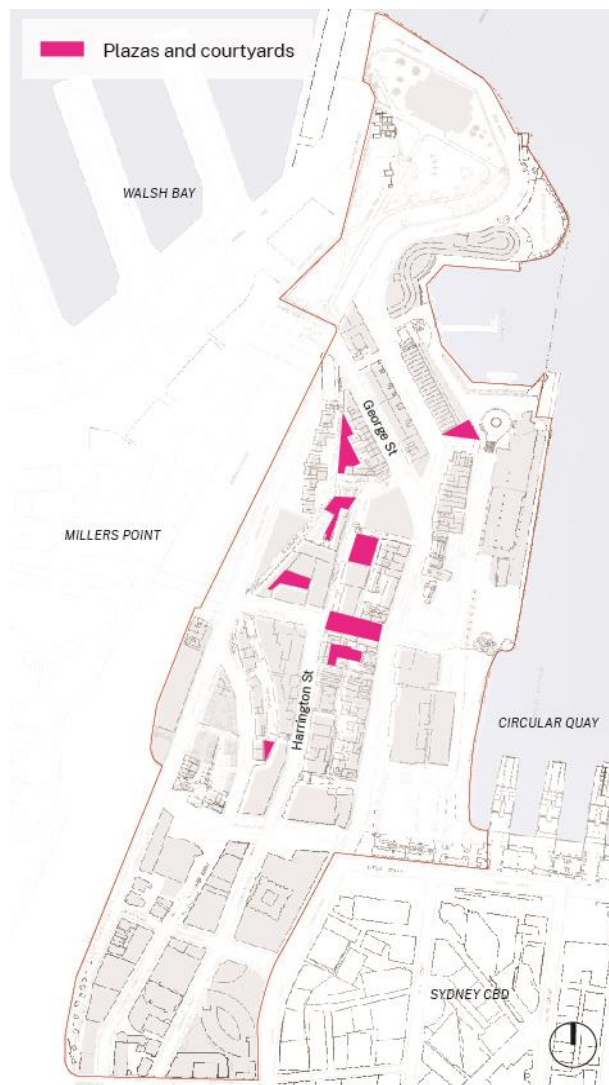 Plazas and courtyards
WALSH BAY
George St
MILLERS POINT
Harrington St
CIRCULAR QUAY
SYDNEY CBD